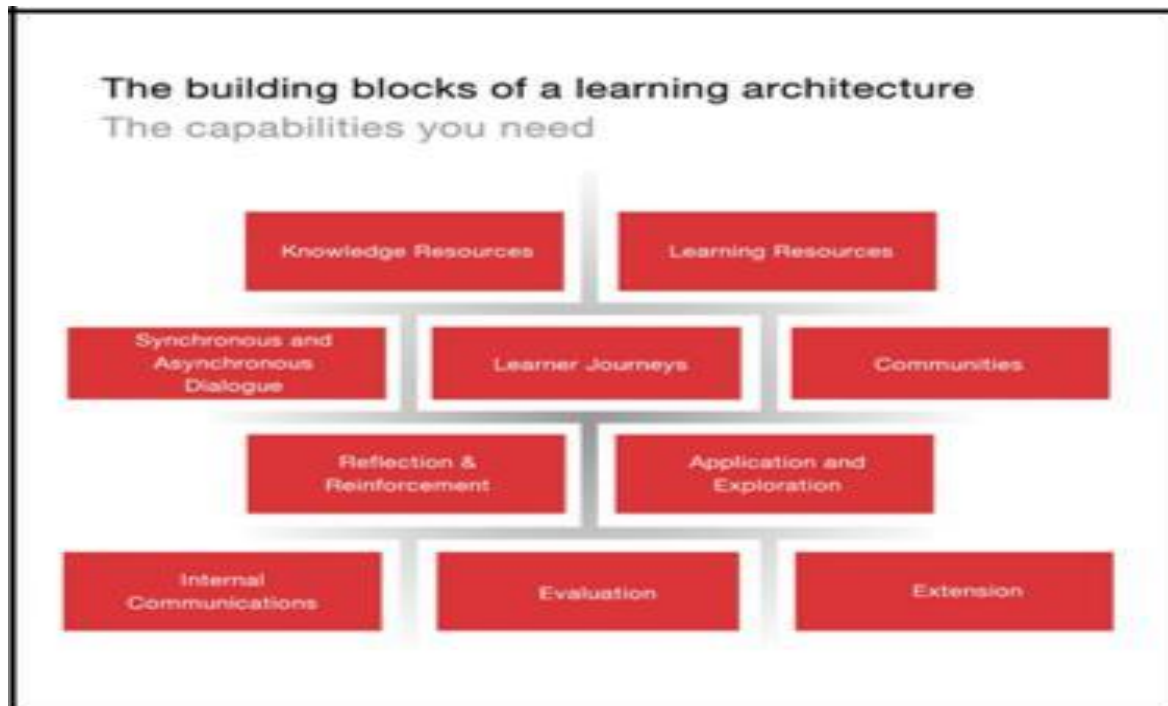 The building blocks of a learning architecture
The capabilities you need
Knowledge Resources
Learning Resources
Synchronous and
Asynchronous
Dialogue
Learner Journeys
Communities
Reflection &
Reinforcement
Application and
Exploration
Internal
Communications
Evaluation
Extension